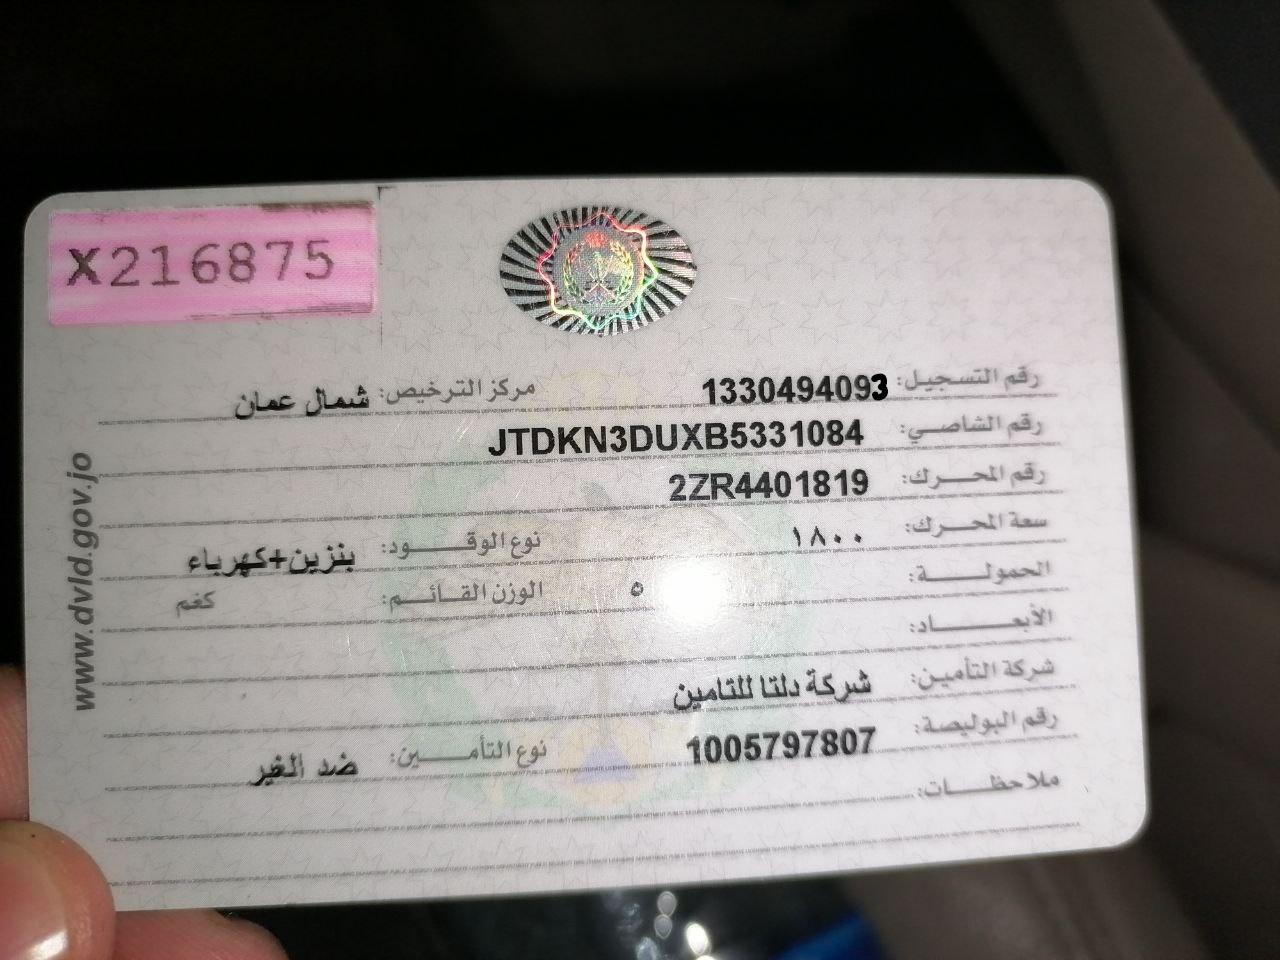 X216875
رقم التسجيل: 1330494093 مركز الترخيص: شمال عمان
رقم الشاصي: JTDKN3DUXB5331084
رقم المحرك: 2ZR4401819
سعة المحرك: ١٨٠٠ نوع الوقود: بنزين+كهرباء
الحمولة: ٥ الوزن القائم: كغم
الأبعاد:
شركة التأمين: شركة دلتا للتامين
رقم البوليصة: 1005797807 نوع التأمين: ضد الغير
ملاحظات:
www.dvld.gov.jo